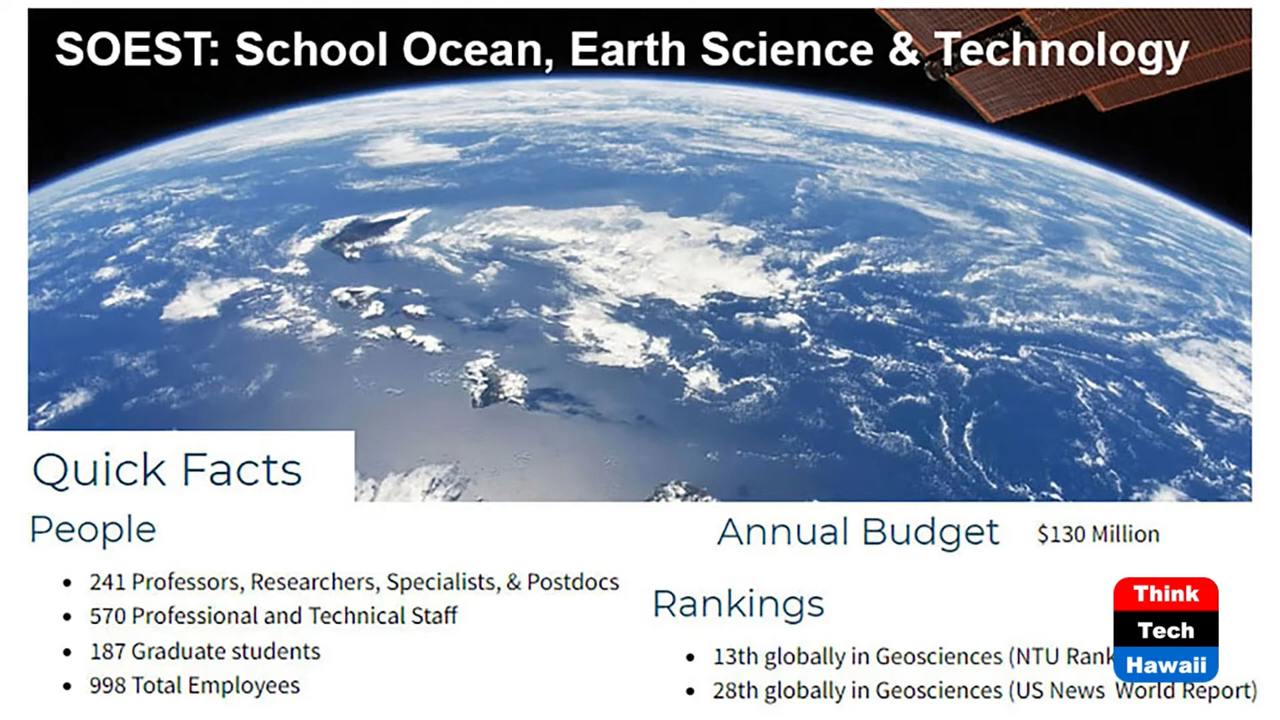 SOEST: School Ocean, Earth Science & Technology
Quick Facts
People
• 241 Professors, Researchers, Specialists, & Postdocs
• 570 Professional and Technical Staff
• 187 Graduate students
• 998 Total Employees
Annual Budget $130 Million
Rankings
• 13th globally in Geosciences (NTU Rank
• 28th globally in Geosciences (US News World Report)
Think
Tech
Hawaii